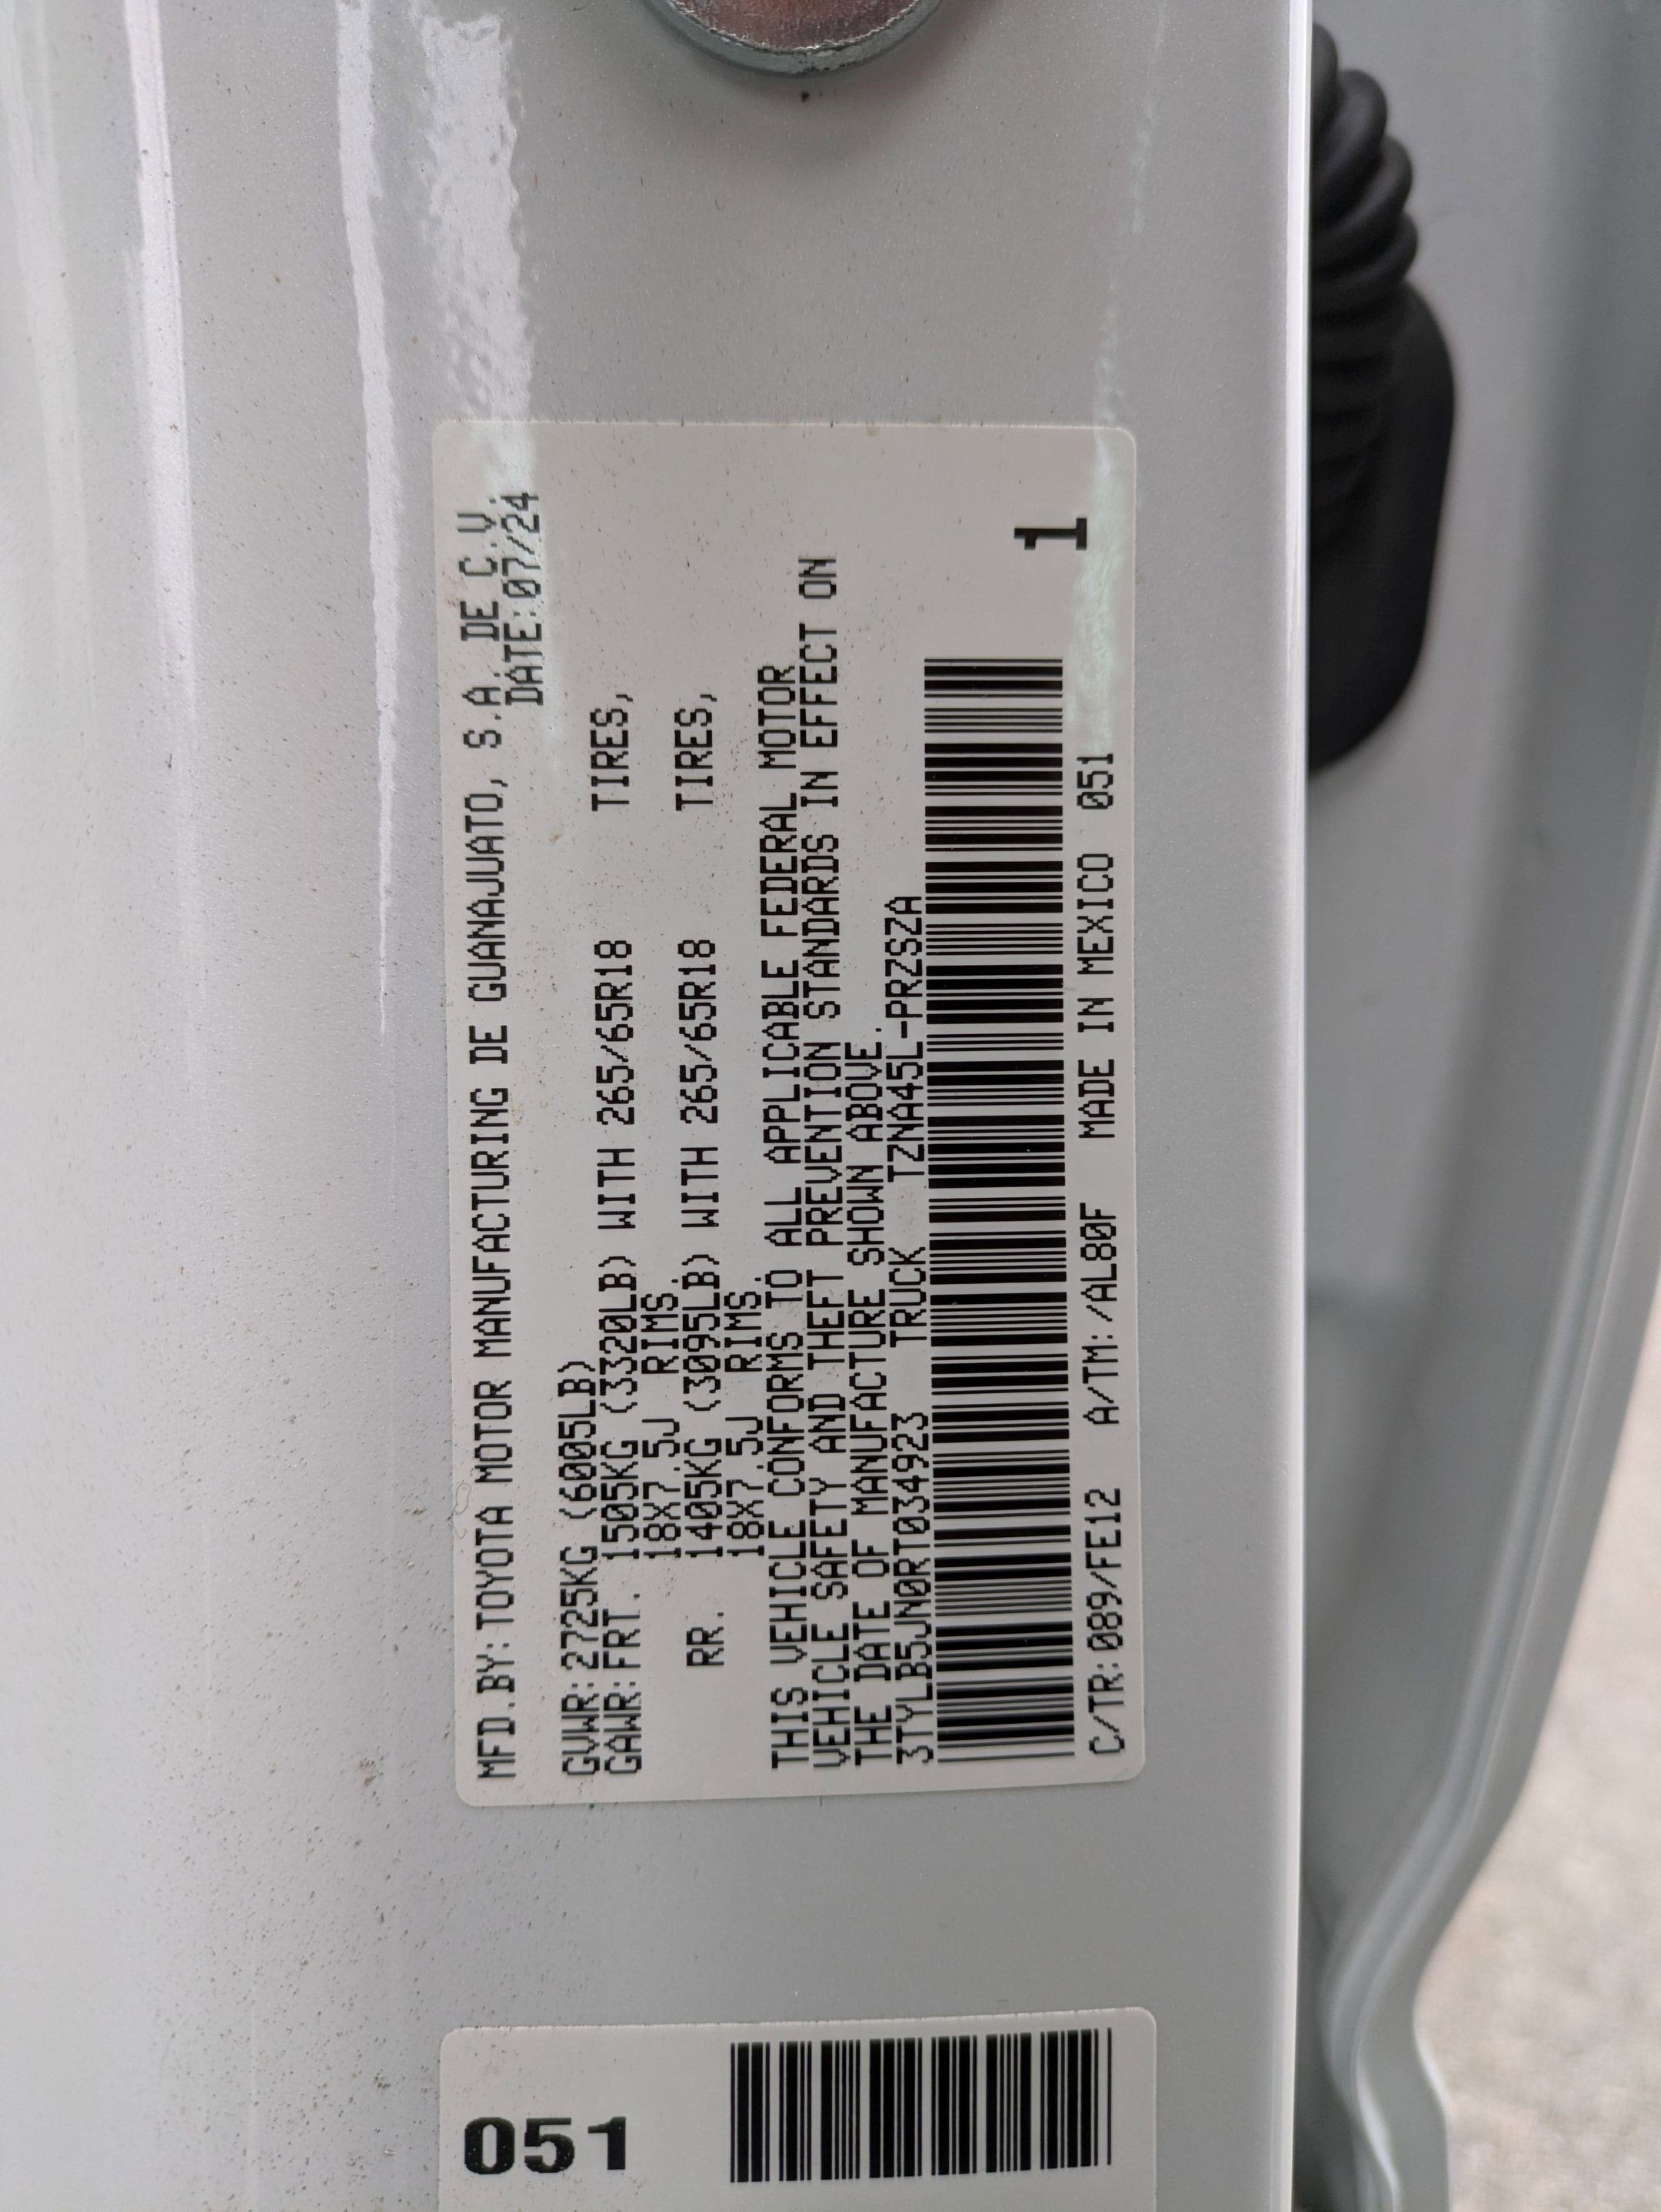 MFD.BY:TOYOTA MOTOR MANUFACTURING DE GUANAJUATO, S.A. DE C.V.
DATE:07/24
GVWR:2725KG (6005LB)
GAWR:FRT. 1505KG (3320LB) WITH 265/65R18 TIRES,
18X7.5J RIMS.
RR. 1405KG (3095LB) WITH 265/65R18 TIRES,
18X7.5J RIMS.
THIS VEHICLE CONFORMS TO ALL APPLICABLE FEDERAL MOTOR
VEHICLE SAFETY AND THEFT PREVENTION STANDARDS IN EFFECT ON
THE DATE OF MANUFACTURE SHOWN ABOVE.
3TYLB5JN0RT034923 TRUCK TZNA45L-PRZSZA
1
C/TR:089/FE12 A/TM:/AL80F MADE IN MEXICO 051
051